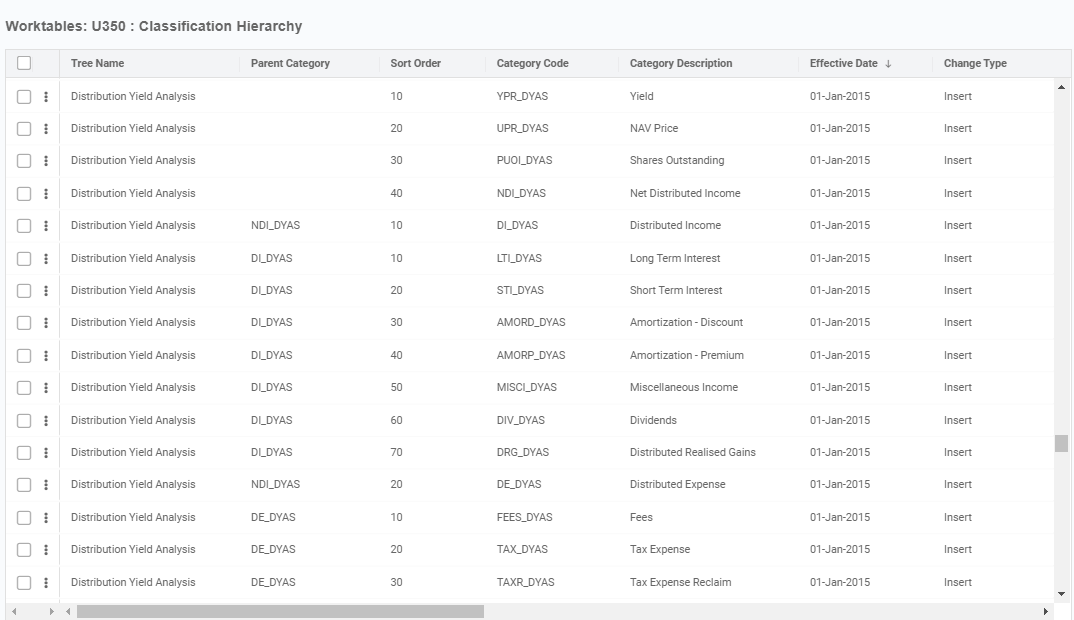 Worktables: U350 : Classification Hierarchy
Tree Name Parent Category Sort Order Category Code Category Description Effective Date ↓ Change Type
Distribution Yield Analysis 10 YPR_DYAS Yield 01-Jan-2015 Insert
Distribution Yield Analysis 20 UPR_DYAS NAV Price 01-Jan-2015 Insert
Distribution Yield Analysis 30 PUOI_DYAS Shares Outstanding 01-Jan-2015 Insert
Distribution Yield Analysis 40 NDI_DYAS Net Distributed Income 01-Jan-2015 Insert
Distribution Yield Analysis NDI_DYAS 10 DI_DYAS Distributed Income 01-Jan-2015 Insert
Distribution Yield Analysis DI_DYAS 10 LTI_DYAS Long Term Interest 01-Jan-2015 Insert
Distribution Yield Analysis DI_DYAS 20 STI_DYAS Short Term Interest 01-Jan-2015 Insert
Distribution Yield Analysis DI_DYAS 30 AMORD_DYAS Amortization - Discount 01-Jan-2015 Insert
Distribution Yield Analysis DI_DYAS 40 AMORP_DYAS Amortization - Premium 01-Jan-2015 Insert
Distribution Yield Analysis DI_DYAS 50 MISCI_DYAS Miscellaneous Income 01-Jan-2015 Insert
Distribution Yield Analysis DI_DYAS 60 DIV_DYAS Dividends 01-Jan-2015 Insert
Distribution Yield Analysis DI_DYAS 70 DRG_DYAS Distributed Realised Gains 01-Jan-2015 Insert
Distribution Yield Analysis NDI_DYAS 20 DE_DYAS Distributed Expense 01-Jan-2015 Insert
Distribution Yield Analysis DE_DYAS 10 FEES_DYAS Fees 01-Jan-2015 Insert
Distribution Yield Analysis DE_DYAS 20 TAX_DYAS Tax Expense 01-Jan-2015 Insert
Distribution Yield Analysis DE_DYAS 30 TAXR_DYAS Tax Expense Reclaim 01-Jan-2015 Insert